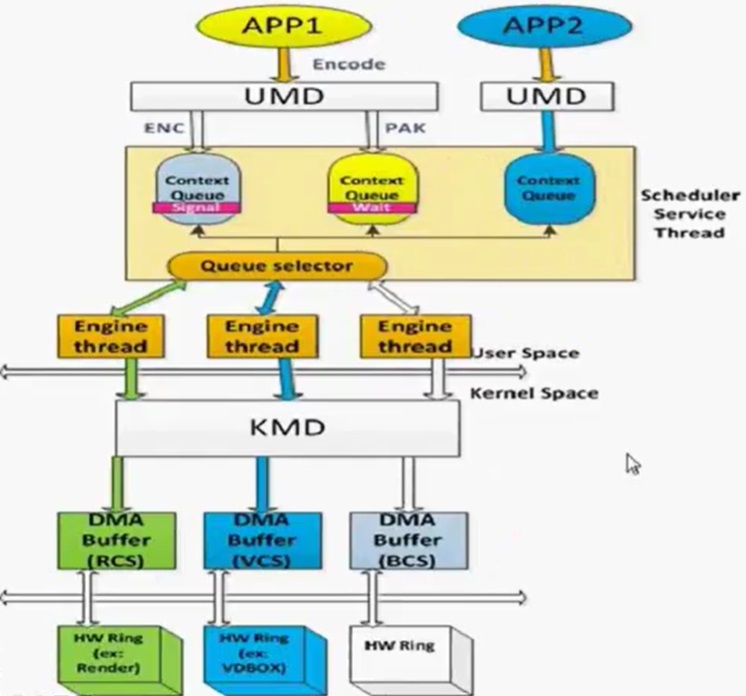 APP1
APP2
Encode
UMD
UMD
ENC
PAK
Context
Queue
Signal
Context
Queue
Wait
Context
Queue
Scheduler
Service
Thread
Queue selector
Engine
thread
Engine
thread
Engine
thread
User Space
Kernel Space
KMD
DMA
Buffer
(RCS)
DMA
Buffer
(VCS)
DMA
Buffer
(BCS)
HW Ring
(ex:
Render)
HW Ring
(ex:
VDBOX)
HW Ring